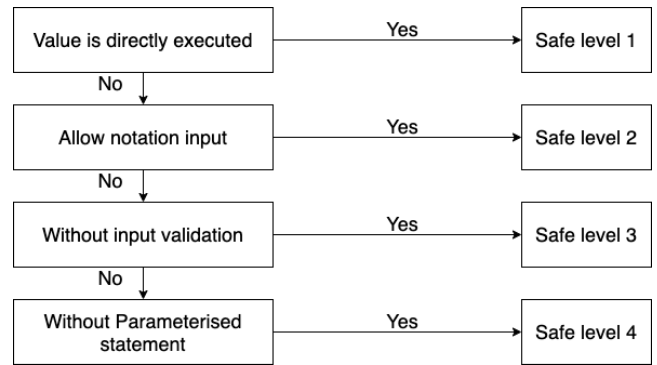 Value is directly executed
Yes
Safe level 1
No
Allow notation input
Yes
Safe level 2
No
Without input validation
Yes
Safe level 3
No
Without Parameterised
statement
Yes
Safe level 4